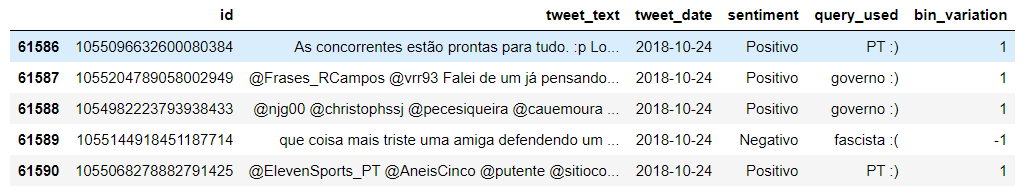 id tweet_text tweet_date sentiment query_used bin_variation
61586 1055096632600080384 As concorrentes estão prontas para tudo. :p Lo... 2018-10-24 Positivo PT :) 1
61587 1055204789058002949 @Frases_RCampos @vrr93 Falei de um já pensando... 2018-10-24 Positivo governo :) 1
61588 1054982223793938433 @njg00 @christophssj @pecesiqueira @cauemoura ... 2018-10-24 Positivo governo :) 1
61589 1055144918451187714 que coisa mais triste uma amiga defendendo um ... 2018-10-24 Negativo fascista :( -1
61590 1055068278882791425 @ElevenSports_PT @AneisCinco @putente @sitioco... 2018-10-24 Positivo PT :) 1